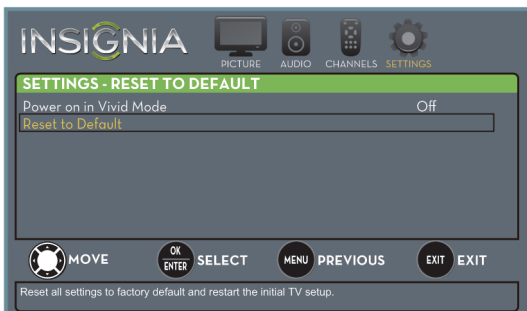 INSIGNIA
PICTURE AUDIO CHANNELS SETTINGS
SETTINGS - RESET TO DEFAULT
Power on in Vivid Mode Off
Reset to Default
MOVE OK ENTER SELECT MENU PREVIOUS EXIT EXIT
Reset all settings to factory default and restart the initial TV setup.